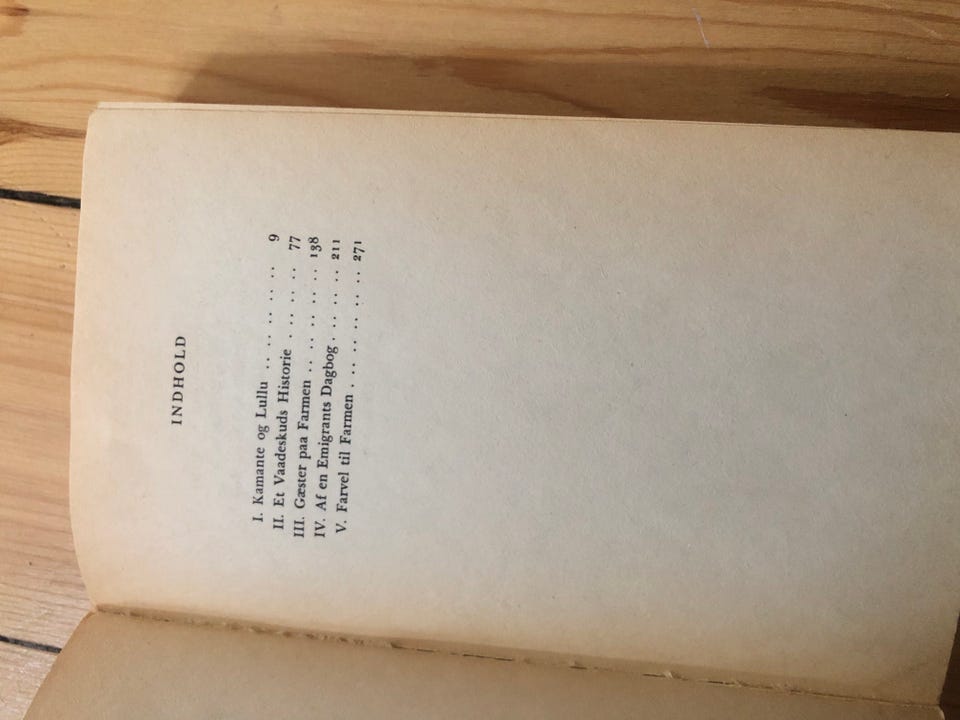 INDHOLD
I. Kamante og Lullu .. .. .. .. .. 9
II. Et Vaadeskuds Historie . .. .. .. .. 77
III. Gæster paa Farmen .. .. .. .. .. .. 138
IV. Af en Emigrants Dagbog . .. .. .. .. 211
V. Farvel til Farmen . .. .. .. .. .. .. 271